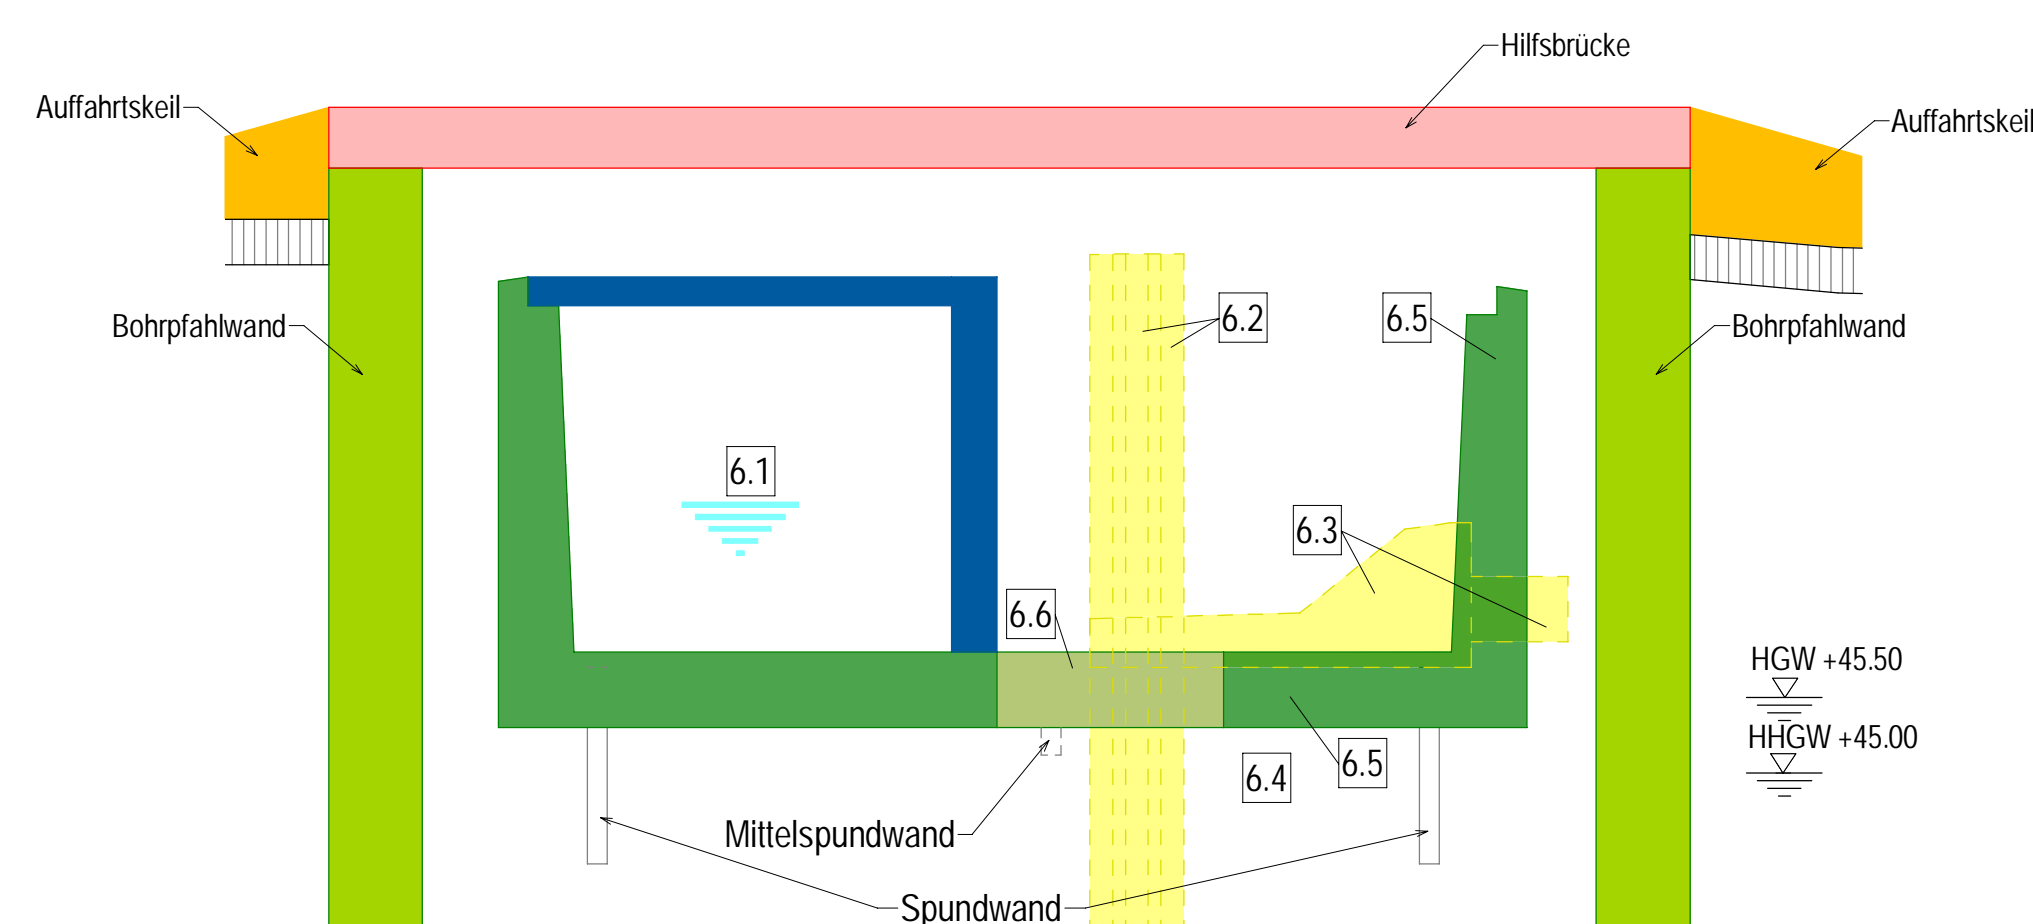 Hilfsbrücke
Auffahrtskeil
Auffahrtskeil
6.2
6.5
Bohrpfahlwand
Bohrpfahlwand
6.1
6.3
6.6
HGW +45.50
HHGW +45.00
6.5
6.4
Mittelspundwand
Spundwand